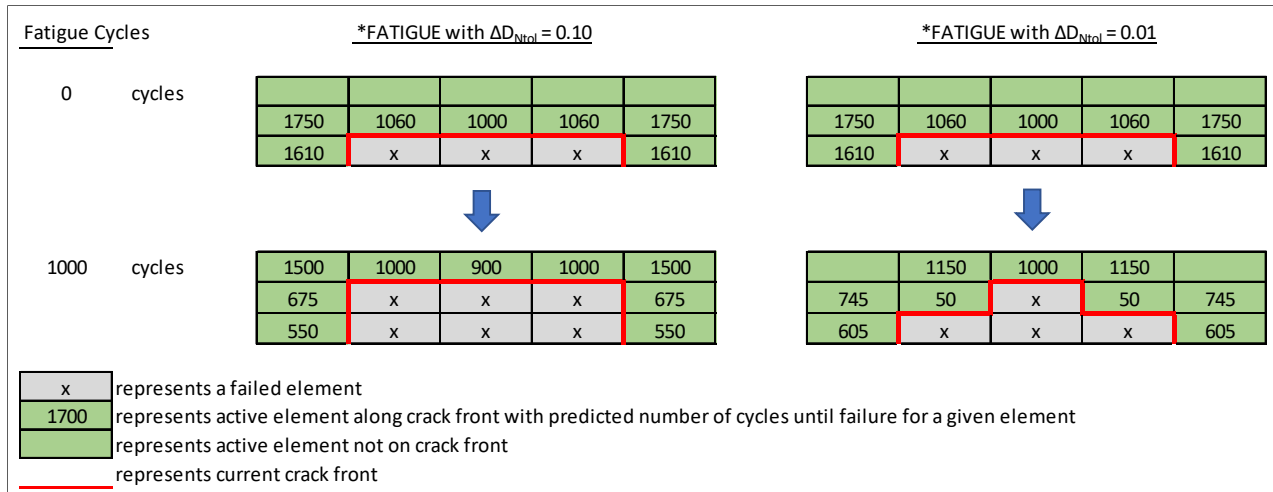 Fatigue Cycles *FATIGUE with ΔD_Ntol = 0.10 *FATIGUE with ΔD_Ntol = 0.01
0 cycles
1750 1060 1000 1060 1750 1750 1060 1000 1060 1750
1610 x x x 1610 1610 x x x 1610
1000 cycles 1500 1000 900 1000 1500 1150 1000 1150
675 x x x 675 745 50 x 50 745
550 x x x 550 605 x x x 605
x represents a failed element
1700 represents active element along crack front with predicted number of cycles until failure for a given element
represents active element not on crack front
represents current crack front